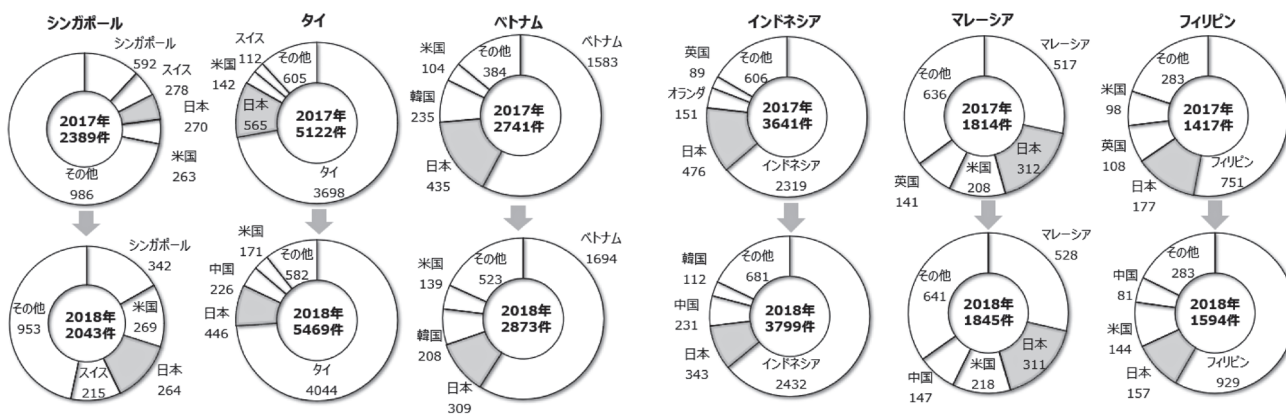 シンガポール
シンガポール
592
スイス
278
日本
270
米国
263
その他
986
2017年
2389件
シンガポール
342
米国
269
日本
264
スイス
215
その他
953
2018年
2043件
タイ
スイス
112
米国
142
日本
565
その他
605
タイ
3698
2017年
5122件
米国
171
中国
226
日本
446
その他
582
タイ
4044
2018年
5469件
ベトナム
ベトナム
1583
米国
104
韓国
235
日本
435
その他
384
2017年
2741件
ベトナム
1694
米国
139
韓国
208
日本
309
その他
523
2018年
2873件
インドネシア
英国
89
オランダ
151
日本
476
その他
606
インドネシア
2319
2017年
3641件
韓国
112
中国
231
日本
343
その他
681
インドネシア
2432
2018年
3799件
マレーシア
マレーシア
517
日本
312
米国
208
英国
141
その他
636
2017年
1814件
マレーシア
528
日本
311
米国
218
中国
147
その他
641
2018年
1845件
フィリピン
その他
283
米国
98
英国
108
日本
177
フィリピン
751
2017年
1417件
その他
283
中国
81
米国
144
日本
157
フィリピン
929
2018年
1594件